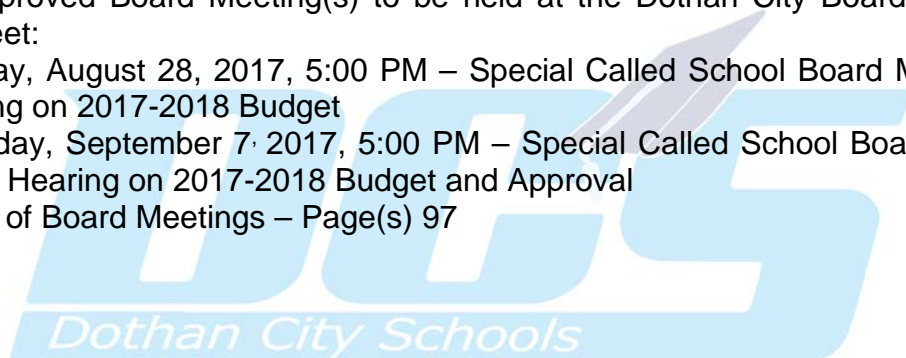 proved Board Meeting(s) to be held at the Dothan City Board
eet:
ay, August 28, 2017, 5:00 PM – Special Called School Board M
ng on 2017-2018 Budget
day, September 7, 2017, 5:00 PM – Special Called School Boa
Hearing on 2017-2018 Budget and Approval
of Board Meetings – Page(s) 97
DCS
Dothan City Schools